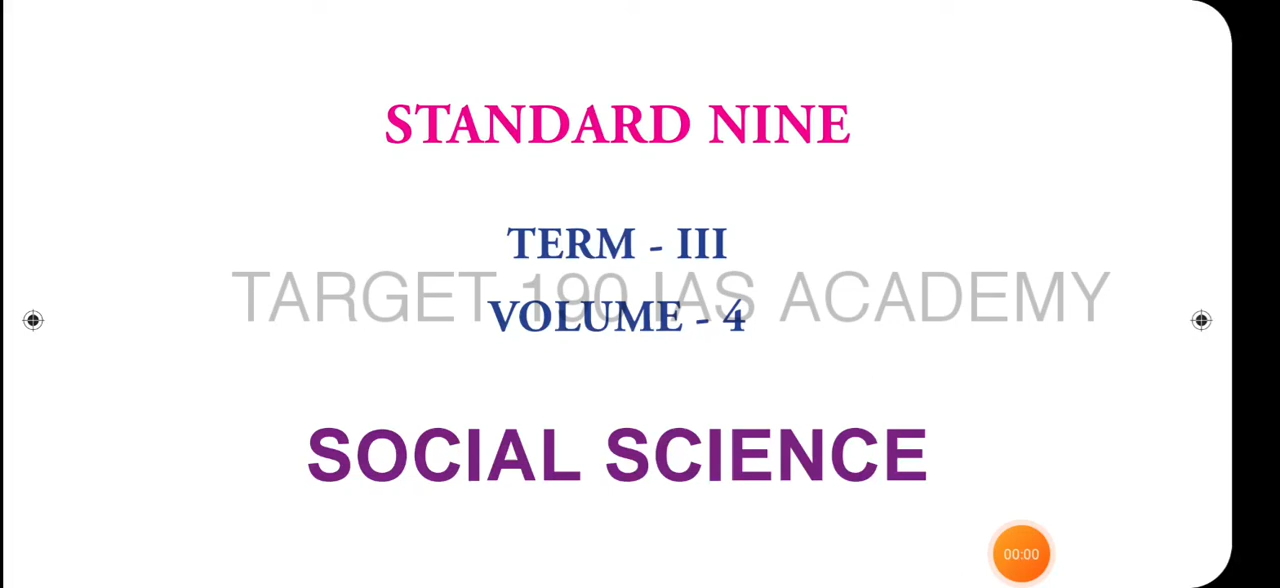 STANDARD NINE
TERM - III
TARGET 190 IAS ACADEMY
VOLUME - 4
SOCIAL SCIENCE
00:00